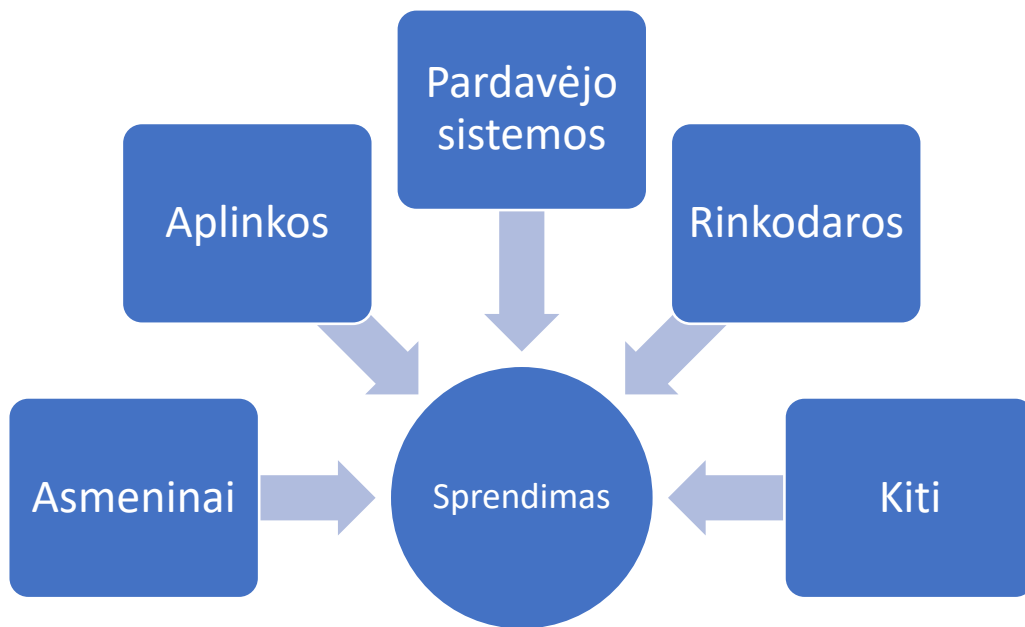 Pardavėjo
sistemos
Aplinkos
Rinkodaros
Asmeninai
Sprendimas
Kiti